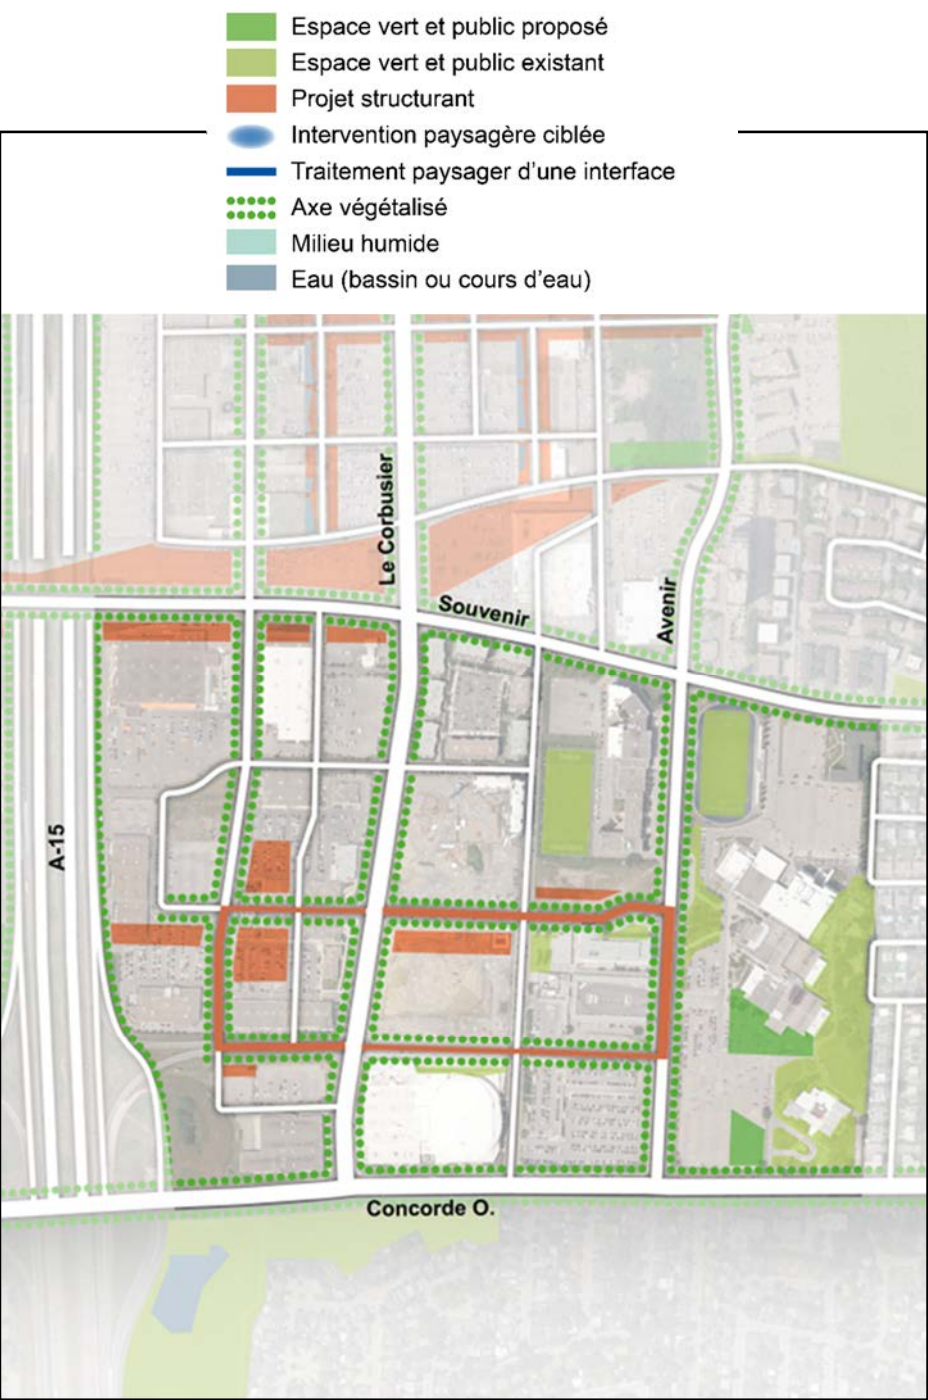 Espace vert et public proposé
Espace vert et public existant
Projet structurant
Intervention paysagère ciblée
Traitement paysager d'une interface
Axe végétalisé
Milieu humide
Eau (bassin ou cours d'eau)
Le Corbusier
Souvenir
Avenir
A-15
Concorde O.